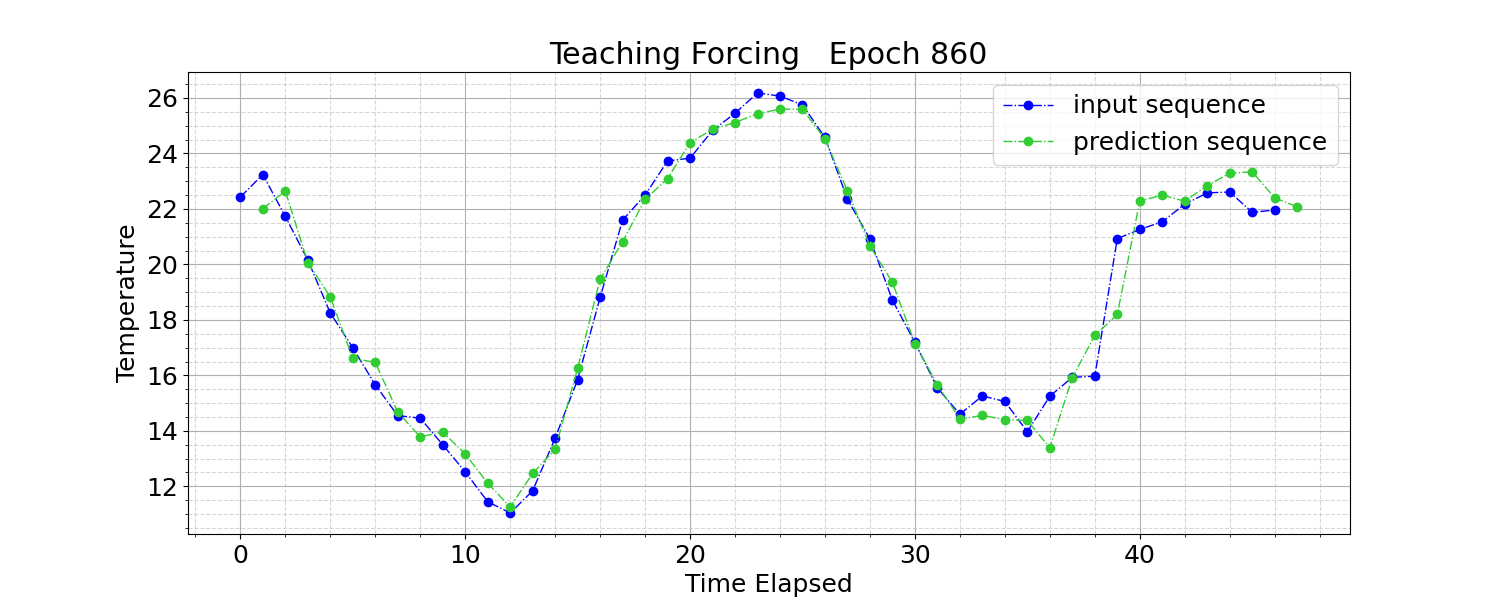 Teaching Forcing   Epoch 860
input sequence
prediction sequence
Temperature
26
24
22
20
18
16
14
12
0 10 20 30 40
Time Elapsed